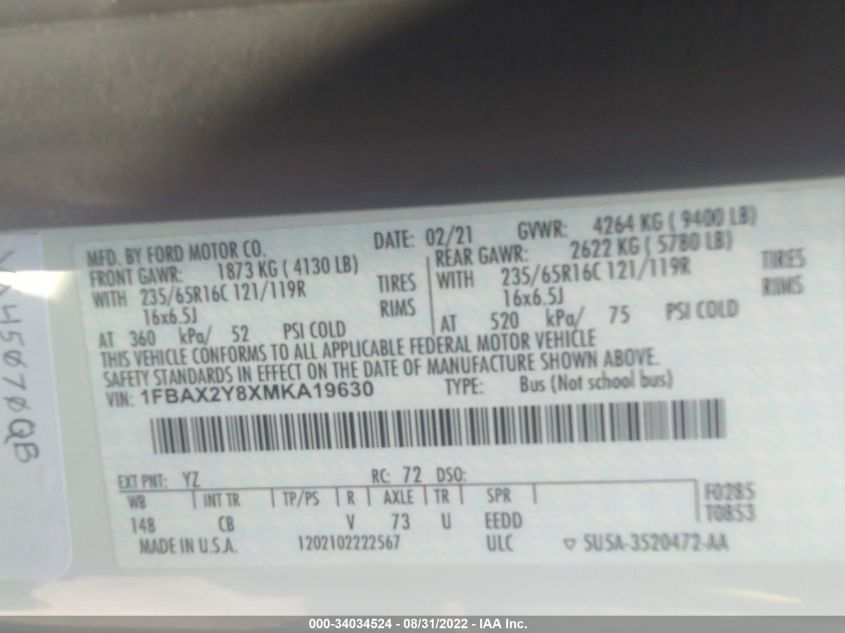 MFD. BY FORD MOTOR CO. DATE: 02/21 GVWR: 4264 KG ( 9400 LB)
FRONT GAWR: 1873 KG ( 4130 LB) REAR GAWR: 2622 KG ( 5780 LB)
WITH 235/65R16C 121/119R TIRES WITH 235/65R16C 121/119R TIRES
16x6.5J RIMS 16x6.5J RIMS
AT 360 kPa/ 52 PSI COLD AT 520 kPa/ 75 PSI COLD
THIS VEHICLE CONFORMS TO ALL APPLICABLE FEDERAL MOTOR VEHICLE
SAFETY STANDARDS IN EFFECT ON THE DATE OF MANUFACTURE SHOWN ABOVE.
VIN: 1FBAX2Y8XMKA19630 TYPE: Bus (Not school bus)
EXT PNT: YZ RC: 72 DSO:
WB INT TR TP/PS R AXLE TR SPR F0285
148 CB V 73 U EEDD T0853
MADE IN U.S.A. 1202102222567 ULC ▽ SU5A-3520472-AA
45070QB
000-34034524 - 08/31/2022 - IAA Inc.